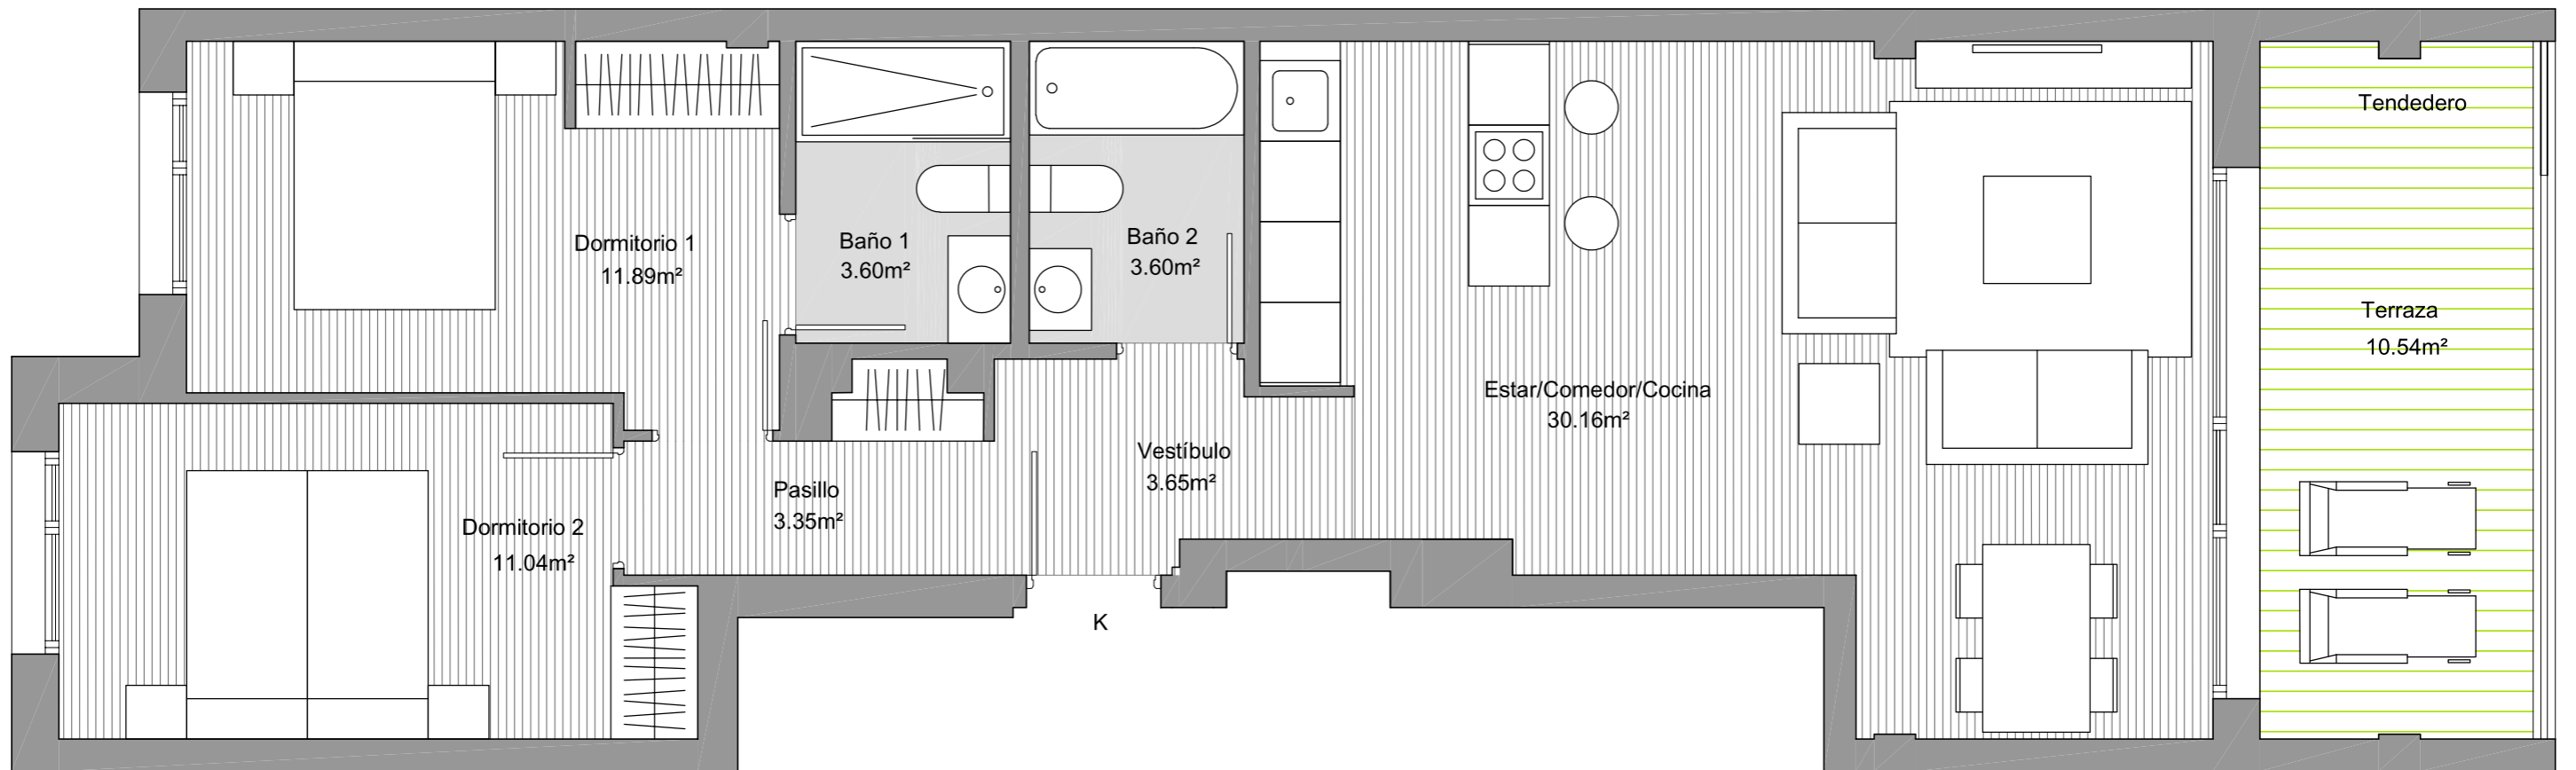 Tendedero
Dormitorio 1
11.89m²
Baño 1
3.60m²
Baño 2
3.60m²
Terraza
10.54m²
Estar/Comedor/Cocina
30.16m²
Vestíbulo
3.65m²
Pasillo
3.35m²
Dormitorio 2
11.04m²
K